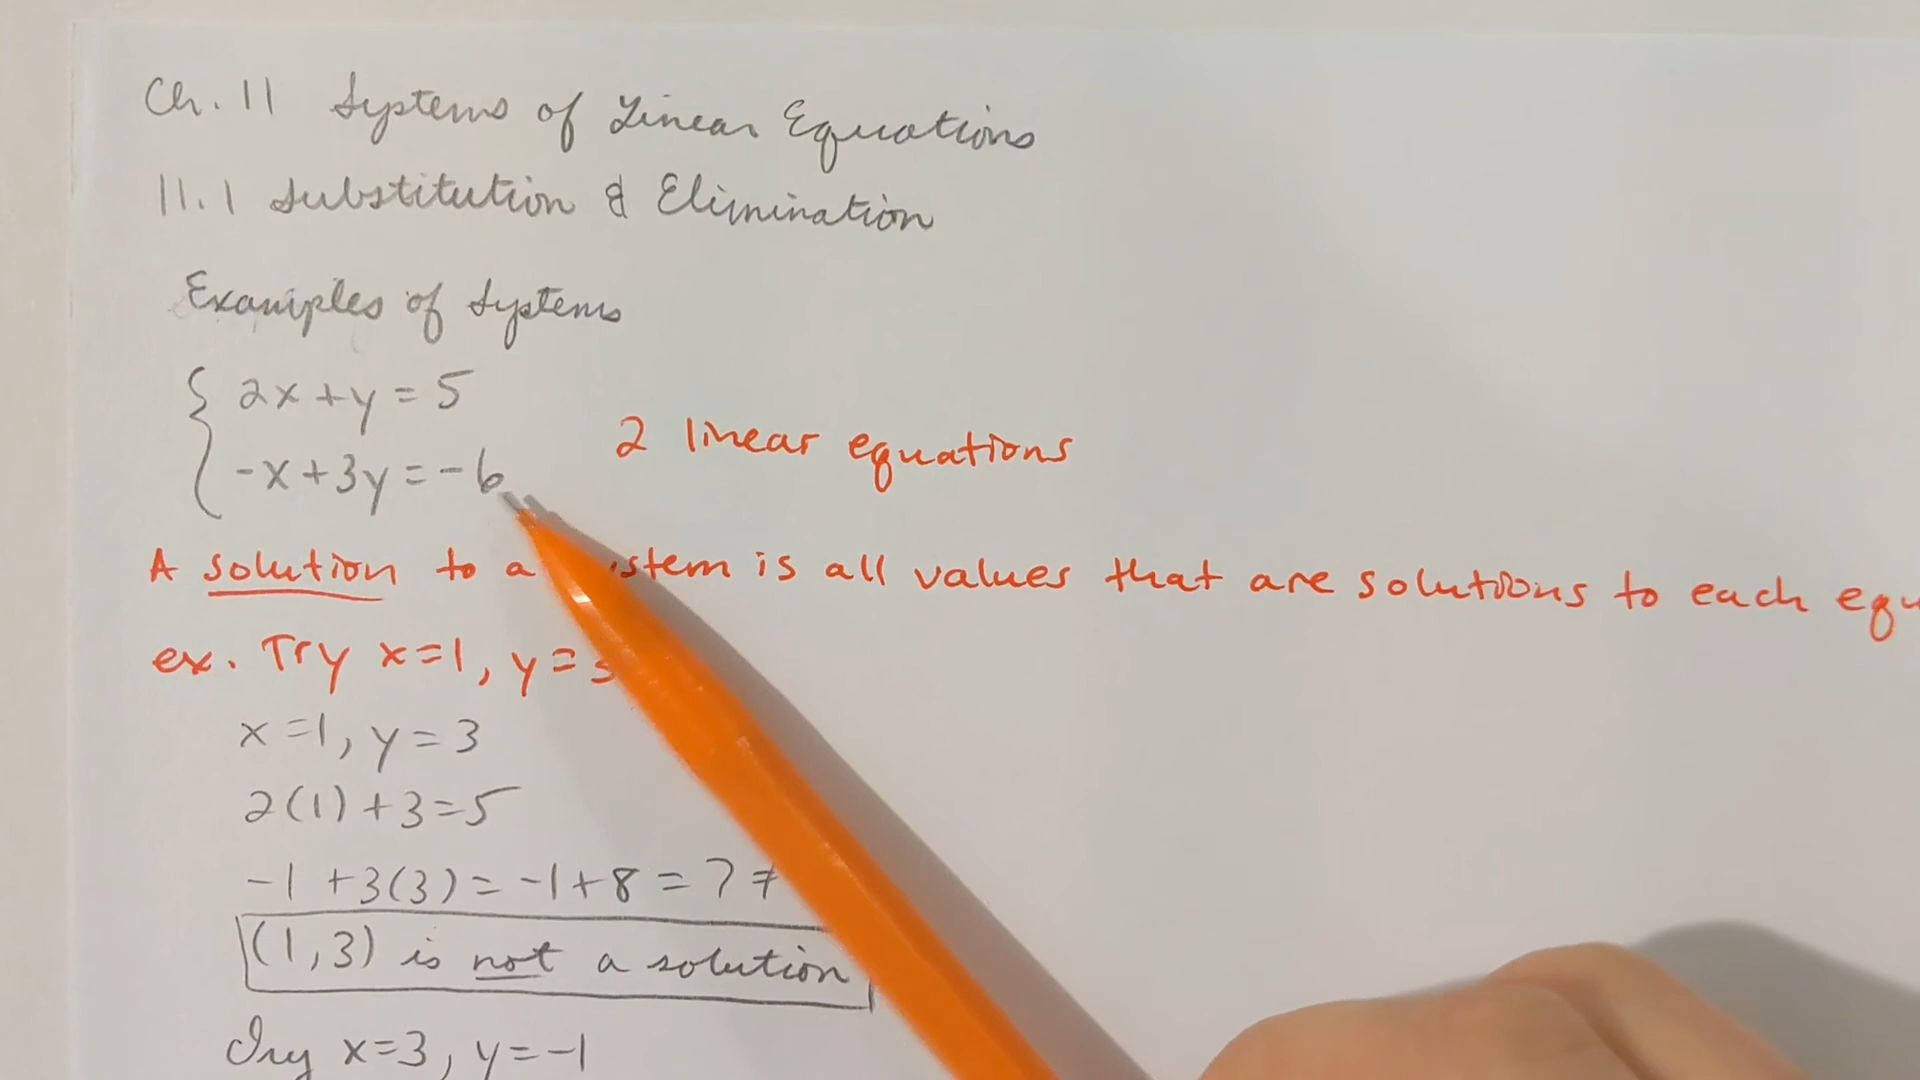 Ch. 11 Systems of Linear Equations
11.1 Substitution & Elimination
Examples of Systems
2x + y = 5
-x + 3y = -6
2 linear equations
A solution to a is all values that are solutions to each
ex. Try x = 1, y =
x = 1, y = 3
2(1) + 3 = 5
-1 + 3(3) = -1 + 8 = 7 ≠
(1, 3) is not a solution
Try x = 3, y = -1